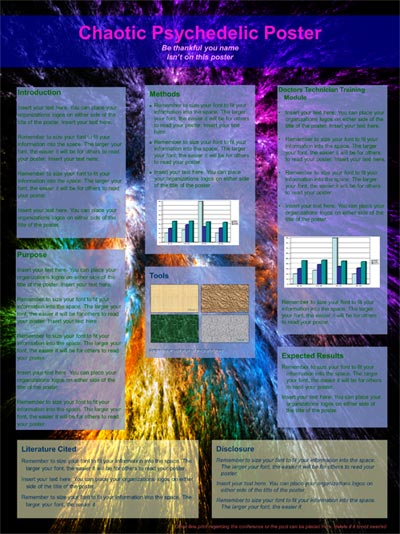 Chaotic Psychedelic Poster
Be thankful you name
Isn't on this poster
Introduction
Insert your text here. You can place your
organizations logos on either side of the
title of the poster. Insert your text here.
Remember to size your font to fit your
information into the space. The larger
your font, the easier it will be for others to
read your poster. Insert your text here.
Remember to size your font to fit your
information into the space. The larger
your font, the easier it will be for others to
read your poster.
Insert your text here. You can place your
organizations logos on either side of the
title of the poster.
Purpose
Insert your text here. You can place your
organizations logos on either side of the
title of the poster.
Remember to size your font to fit your
information into the space. The larger
your font, the easier it will be for others to
read your poster. Insert your text here.
Remember to size your font to fit your
information into the space. The larger
your font, the easier it will be for others to
read your poster.
Insert your text here. You can place your
organizations logos on either side of the
title of the poster.
Remember to size your font to fit your
information into the space. The larger
your font, the easier it will be for others to
read your poster.
Methods
Remember to size your font to fit your
information into the space. The larger
your font, the easier it will be for others
to read your poster. Insert your text
here.
Remember to size your font to fit your
information into the space. The larger
your font, the easier it will be for others
to read your poster.
Insert your text here. You can place
your organizations logos on either side
of the title of the poster.
Tools
Doctors Technician Training
Module
Insert your text here. You can place your
organizations logos on either side of the
title of the poster. Insert your text here.
Remember to size your font to fit your
information into the space. The larger
your font, the easier it will be for others
to read your poster.
Remember to size your font to fit your
information into the space. The larger
your font, the easier it will be for others
to read your poster.
Insert your text here. You can place your
organizations logos on either side of the
title of the poster.
Remember to size your font to fit your
information into the space. The larger
your font, the easier it will be for others
to read your poster.
Expected Results
Remember to size your font to fit your
information into the space. The larger
your font, the easier it will be for others
to read your poster.
Insert your text here. You can place your
organizations logos on either side of the
title of the poster.
Literature Cited
Remember to size your font to fit your information into the space. The
larger your font, the easier it will be for others to read your poster.
Insert your text here. You can place your organizations logos on either
side of the title of the poster.
Remember to size your font to fit your information into the space. The
larger your font, the easier it
Disclosure
Remember to size your font to fit your information into the space.
The larger your font, the easier it will be for others to read your
poster.
Insert your text here. You can place your organizations logos on
either side of the title of the poster.
Remember to size your font to fit your information into the space.
The larger your font, the easier it